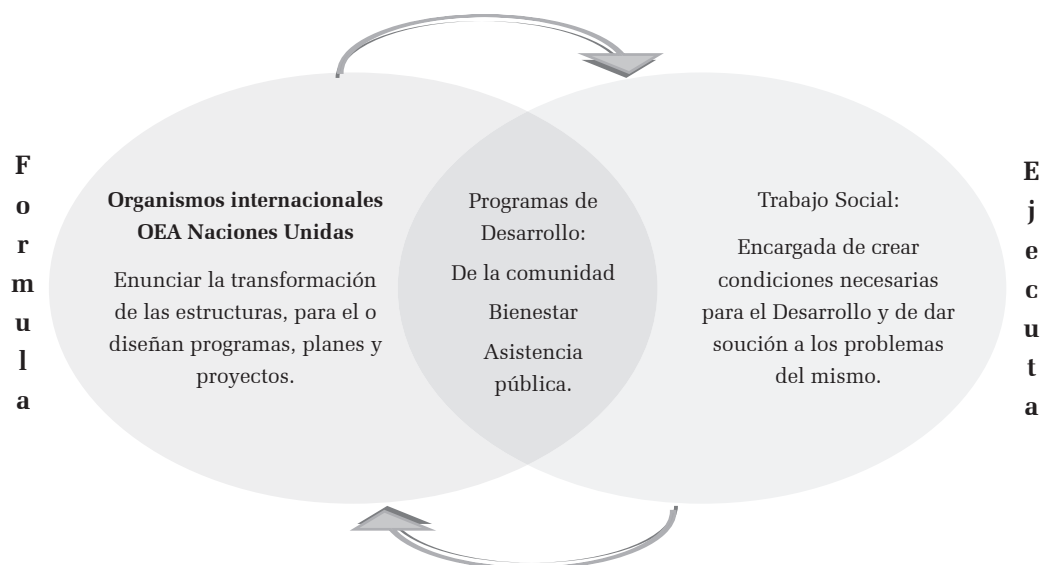 F
o
r
m
u
l
a
Organismos internacionales
OEA Naciones Unidas
Enunciar la transformación
de las estructuras, para el o
diseñan programas, planes y
proyectos.
Programas de
Desarrollo:
De la comunidad
Bienestar
Asistencia
pública.
Trabajo Social:
Encargada de crear
condiciones necesarias
para el Desarrollo y de dar
soución a los problemas
del mismo.
E
j
e
c
u
t
a